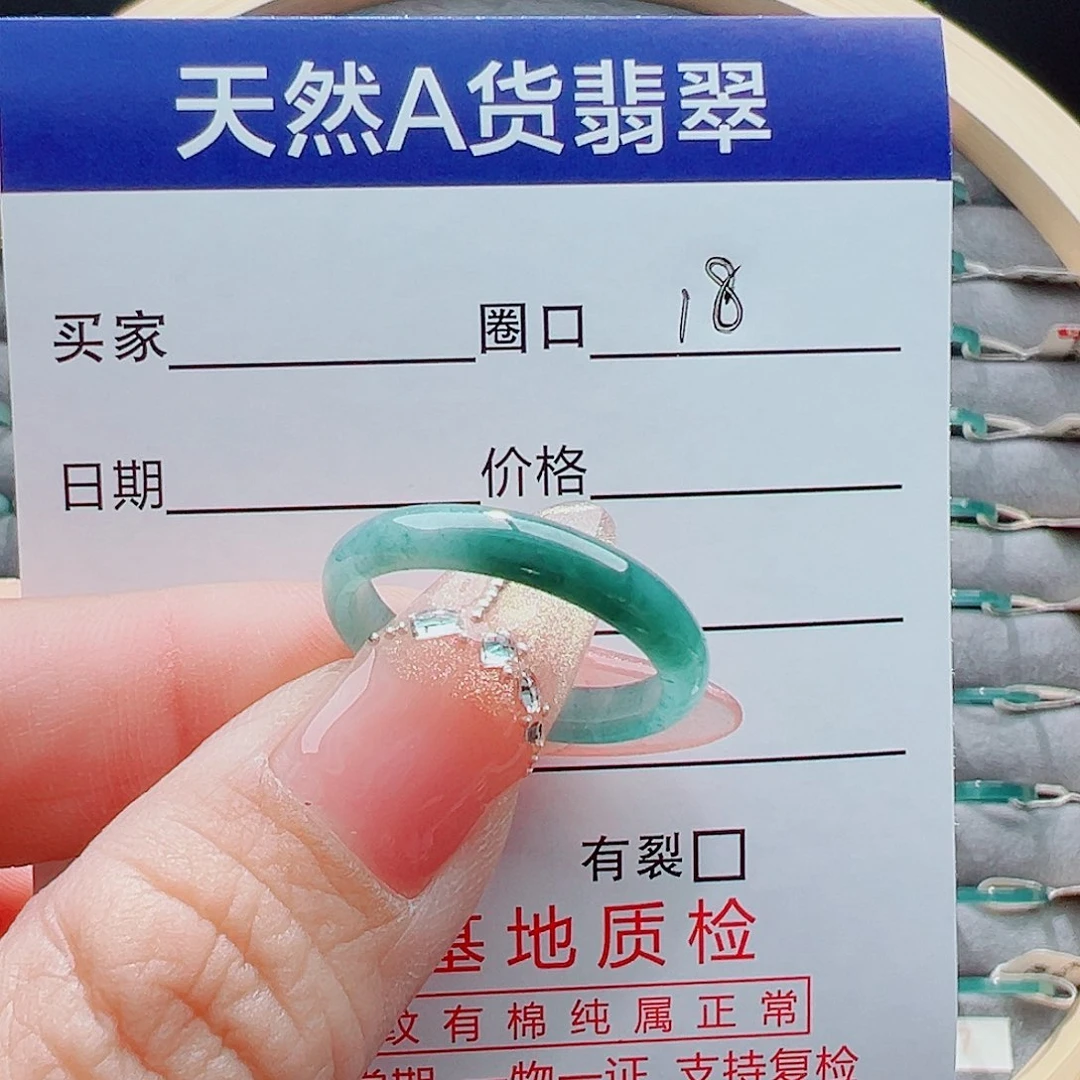 天然A货翡翠
买家 圈口 18
日期 价格
有裂
基地质检
纹有棉纯属正常
一物一证 支持复检